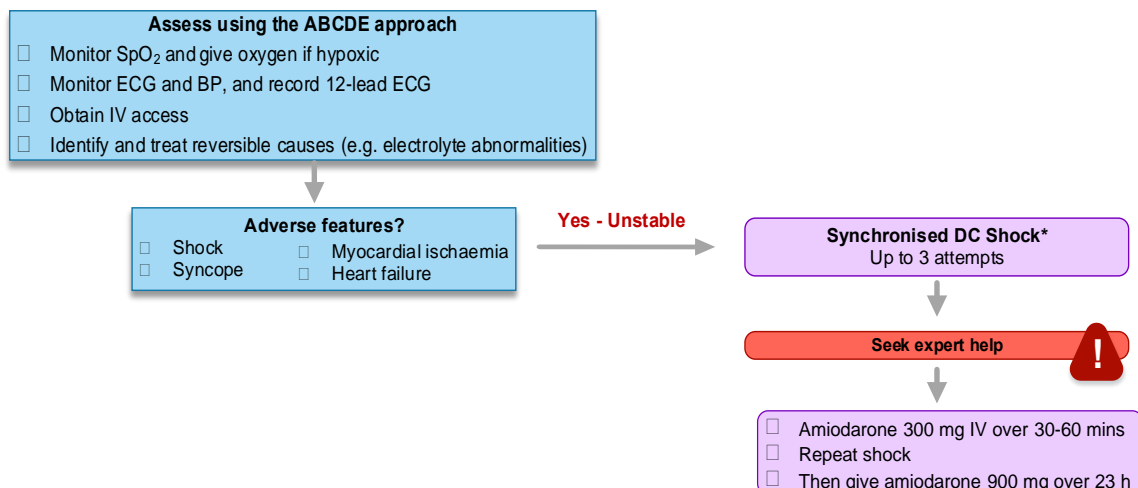 Assess using the ABCDE approach
Monitor SpO₂ and give oxygen if hypoxic
Monitor ECG and BP, and record 12-lead ECG
Obtain IV access
Identify and treat reversible causes (e.g. electrolyte abnormalities)
Adverse features?
Shock
Syncope
Myocardial ischaemia
Heart failure
Yes - Unstable
Synchronised DC Shock*
Up to 3 attempts
Seek expert help
!
Amiodarone 300 mg IV over 30-60 mins
Repeat shock
Then give amiodarone 900 mg over 23 h